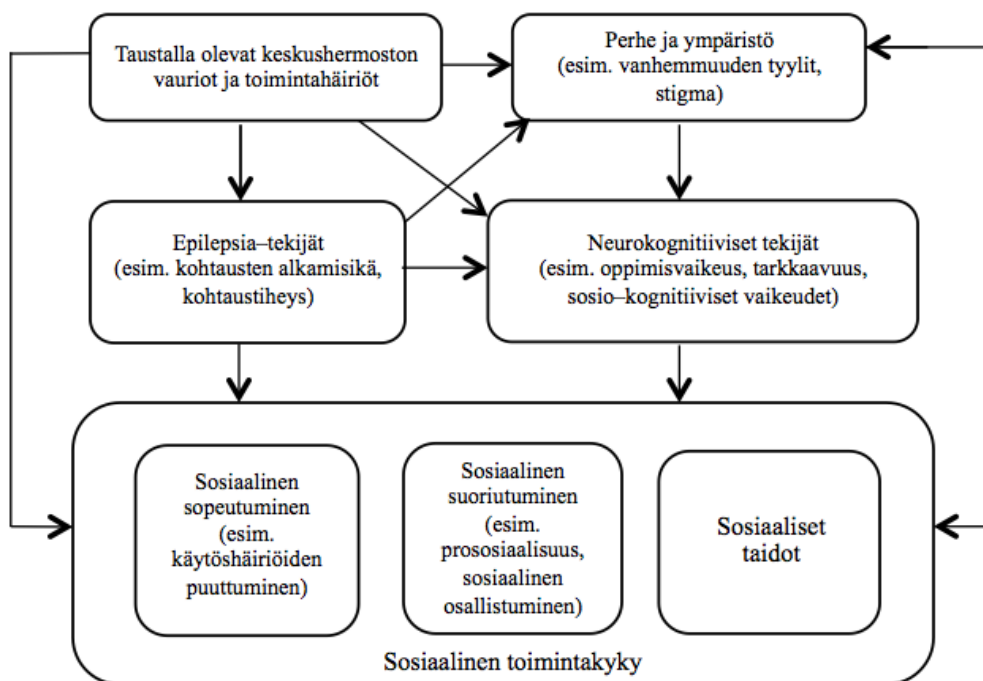 Taustalla olevat keskushermoston
vauriot ja toimintahäiriöt
Perhe ja ympäristö
(esim. vanhemmuuden tyylit,
stigma)
Epilepsia–tekijät
(esim. kohtausten alkamisikä,
kohtaustiheys)
Neurokognitiiviset tekijät
(esim. oppimisvaikeus, tarkkaavuus,
sosio–kognitiiviset vaikeudet)
Sosiaalinen
sopeutuminen
(esim.
käytöshäiriöiden
puuttuminen)
Sosiaalinen
suoriutuminen
(esim.
prososiaalisuus,
sosiaalinen
osallistuminen)
Sosiaaliset
taidot
Sosiaalinen toimintakyky